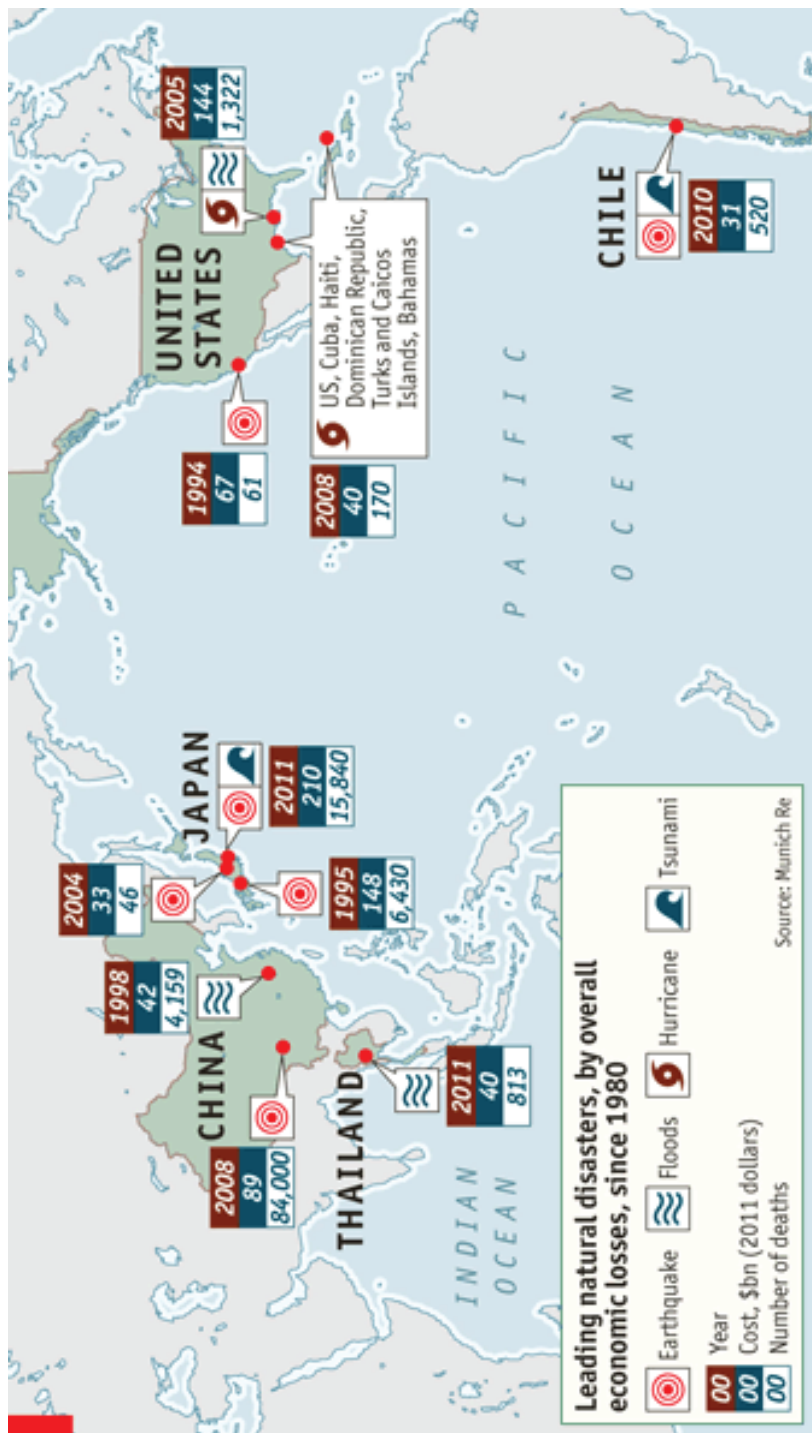 2005
144
1,322
UNITED
STATES
1994
67
61
US, Cuba, Haiti,
Dominican Republic,
Turks and Caicos
Islands, Bahamas
2008
40
170
CHILE
2010
31
520
PACIFIC
OCEAN
JAPAN
2011
210
15,840
2004
33
46
1995
148
6,430
1998
42
4,159
CHINA
2008
89
84,000
THAILAND
2011
40
813
INDIAN
OCEAN
Leading natural disasters, by overall
economic losses, since 1980
Earthquake Floods Hurricane Tsunami
00 Year
00 Cost, $bn (2011 dollars)
00 Number of deaths
Source: Munich Re